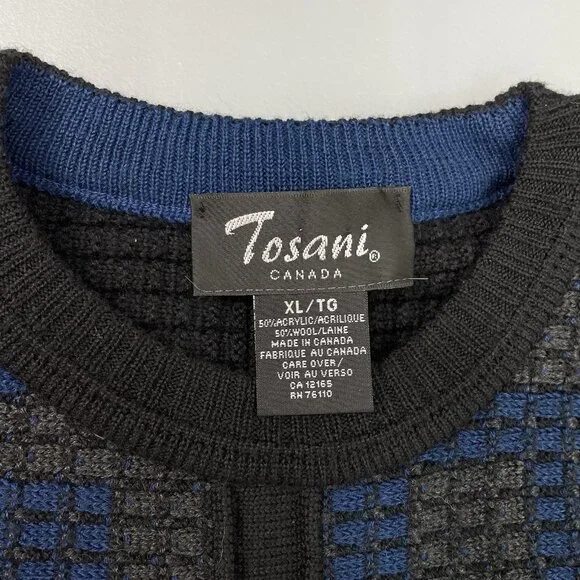 Tosani®
CANADA
XL/TG
50%ACRYLIC/ACRILIQUE
50%WOOL/LAINE
MADE IN CANADA
FABRIQUE AU CANADA
CARE OVER/
VOIR AU VERSO
CA 12165
RN 76110